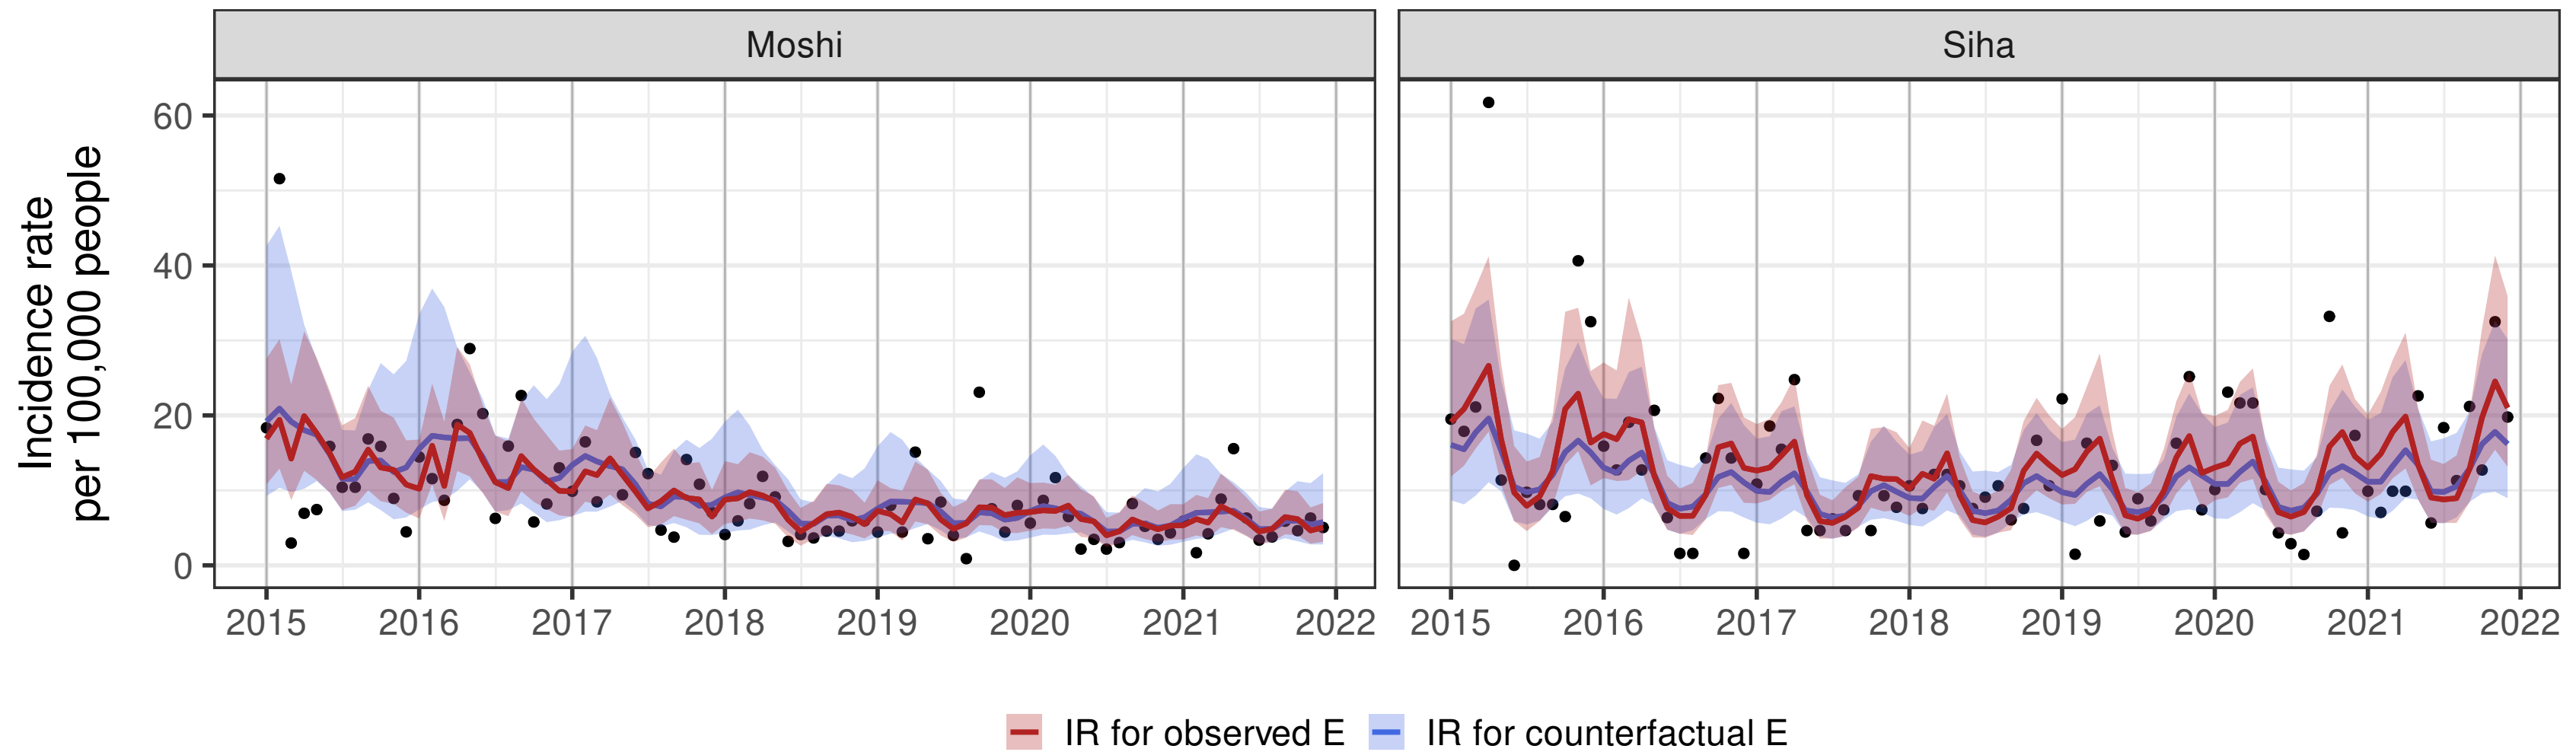 Moshi
Siha
Incidence rate
per 100,000 people
60
40
20
0
2015 2016 2017 2018 2019 2020 2021 2022
2015 2016 2017 2018 2019 2020 2021 2022
IR for observed E
IR for counterfactual E